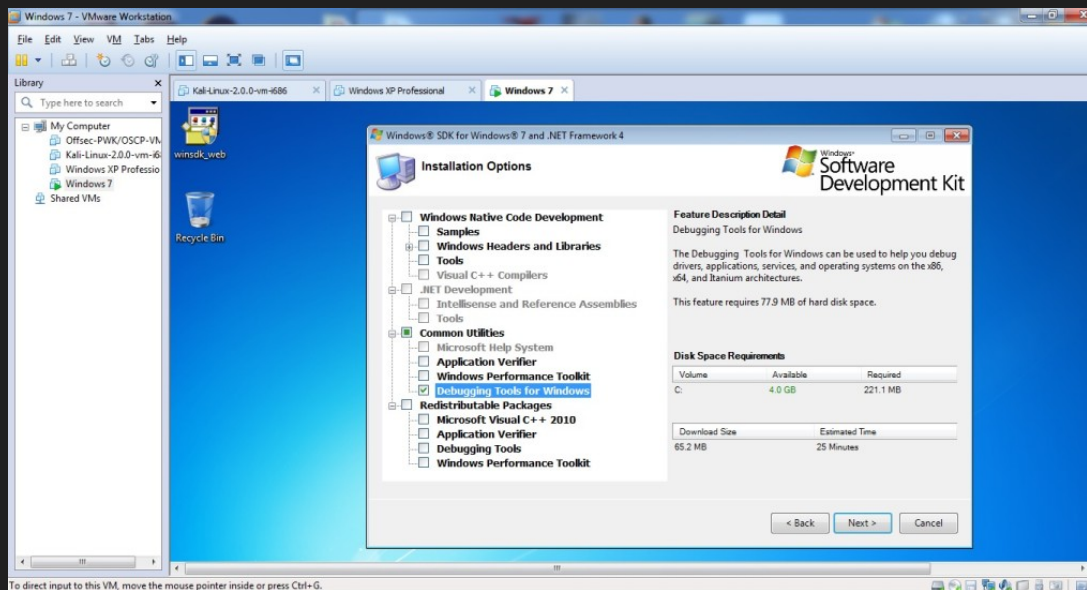 Windows 7 - VMware Workstation
File Edit View VM Tabs Help
Library
Type here to search
My Computer
Offsec-PWK/OSCP-VM
Kali-Linux-2.0.0-vm-i6
Windows XP Professio
Windows 7
Shared VMs
Kali-Linux-2.0.0-vm-i686
Windows XP Professional
Windows 7
winsdk_web
Recycle Bin
Windows® SDK for Windows® 7 and .NET Framework 4
Installation Options
Windows®
Software
Development Kit
Windows Native Code Development
Samples
Windows Headers and Libraries
Tools
Visual C++ Compilers
.NET Development
Intellisense and Reference Assemblies
Tools
Common Utilities
Microsoft Help System
Application Verifier
Windows Performance Toolkit
Debugging Tools for Windows
Redistributable Packages
Microsoft Visual C++ 2010
Application Verifier
Debugging Tools
Windows Performance Toolkit
Feature Description Detail
Debugging Tools for Windows
The Debugging Tools for Windows can be used to help you debug
drivers, applications, services, and operating systems on the x86,
x64, and Itanium architectures.
This feature requires 77.9 MB of hard disk space.
Disk Space Requirements
Volume Available Required
C: 4.0 GB 221.1 MB
Download Size Estimated Time
65.2 MB 25 Minutes
< Back Next > Cancel
To direct input to this VM, move the mouse pointer inside or press Ctrl+G.